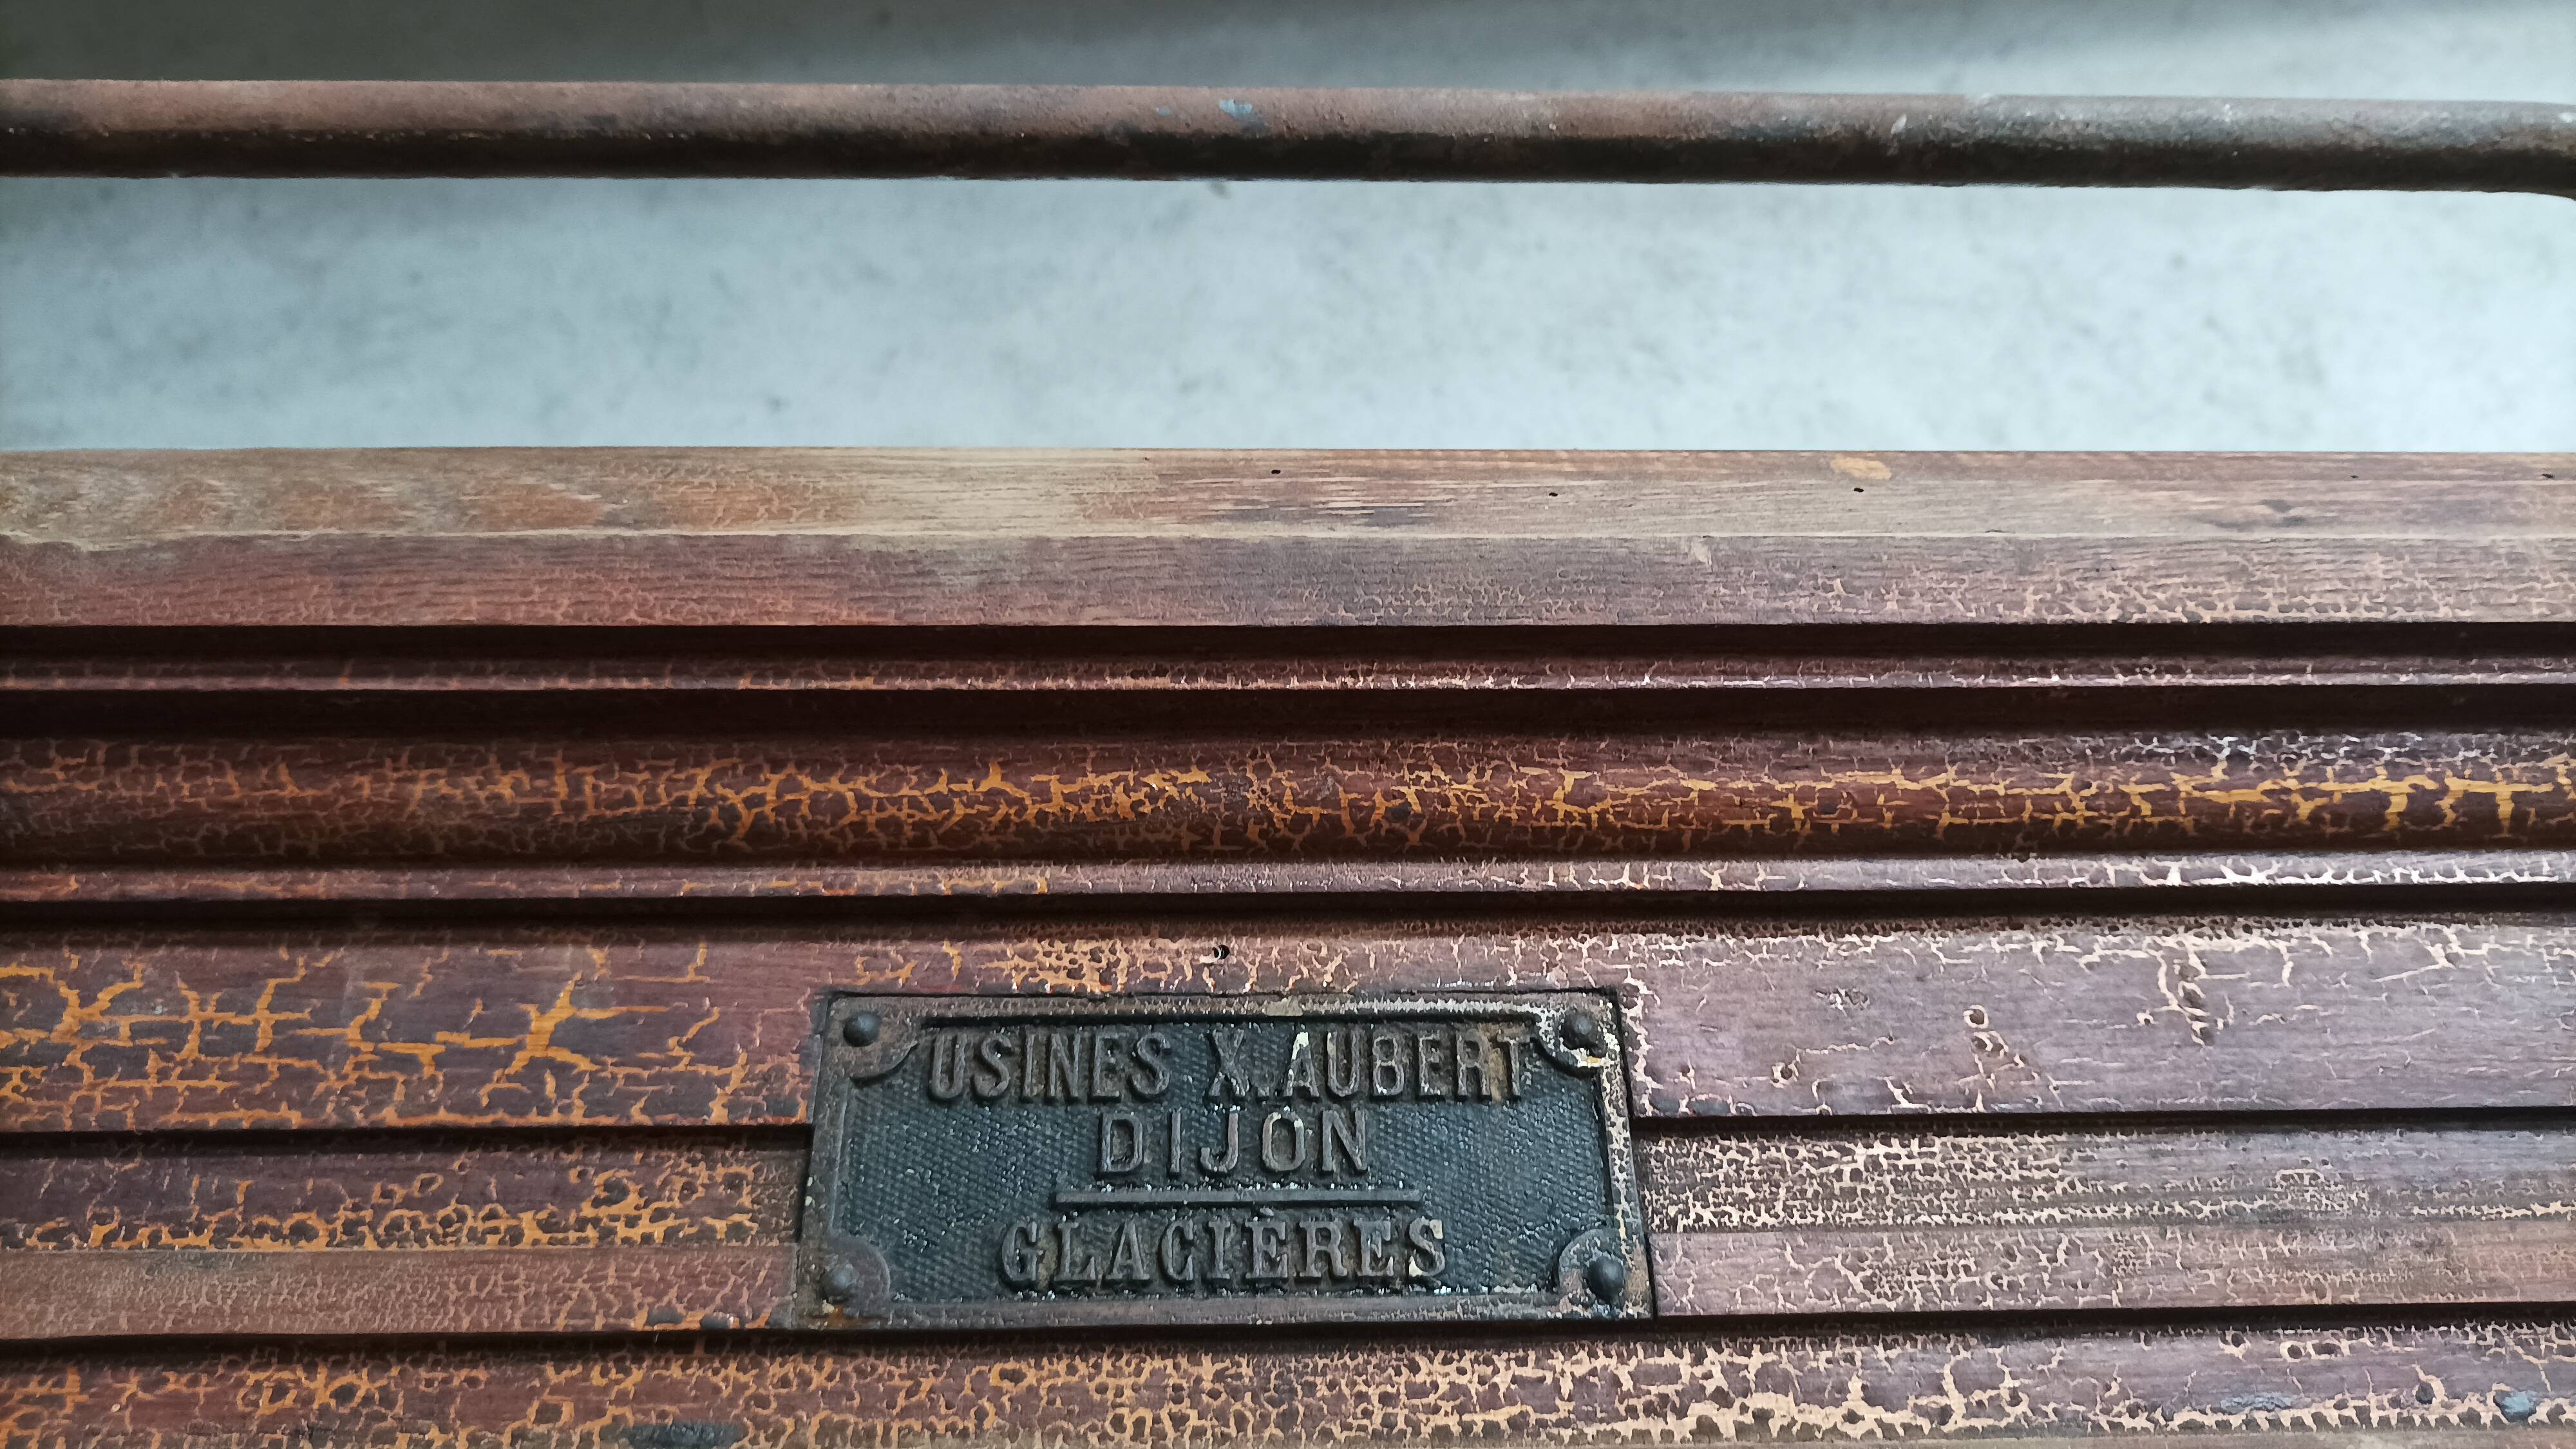 USINES X. AUBERT
DIJON
GLACIÈRES